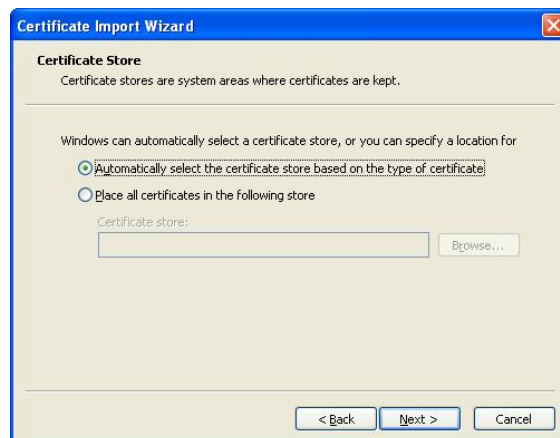 Certificate Import Wizard
Certificate Store
Certificate stores are system areas where certificates are kept.
Windows can automatically select a certificate store, or you can specify a location for
Automatically select the certificate store based on the type of certificate
Place all certificates in the following store
Certificate store:
Browse...
< Back
Next >
Cancel